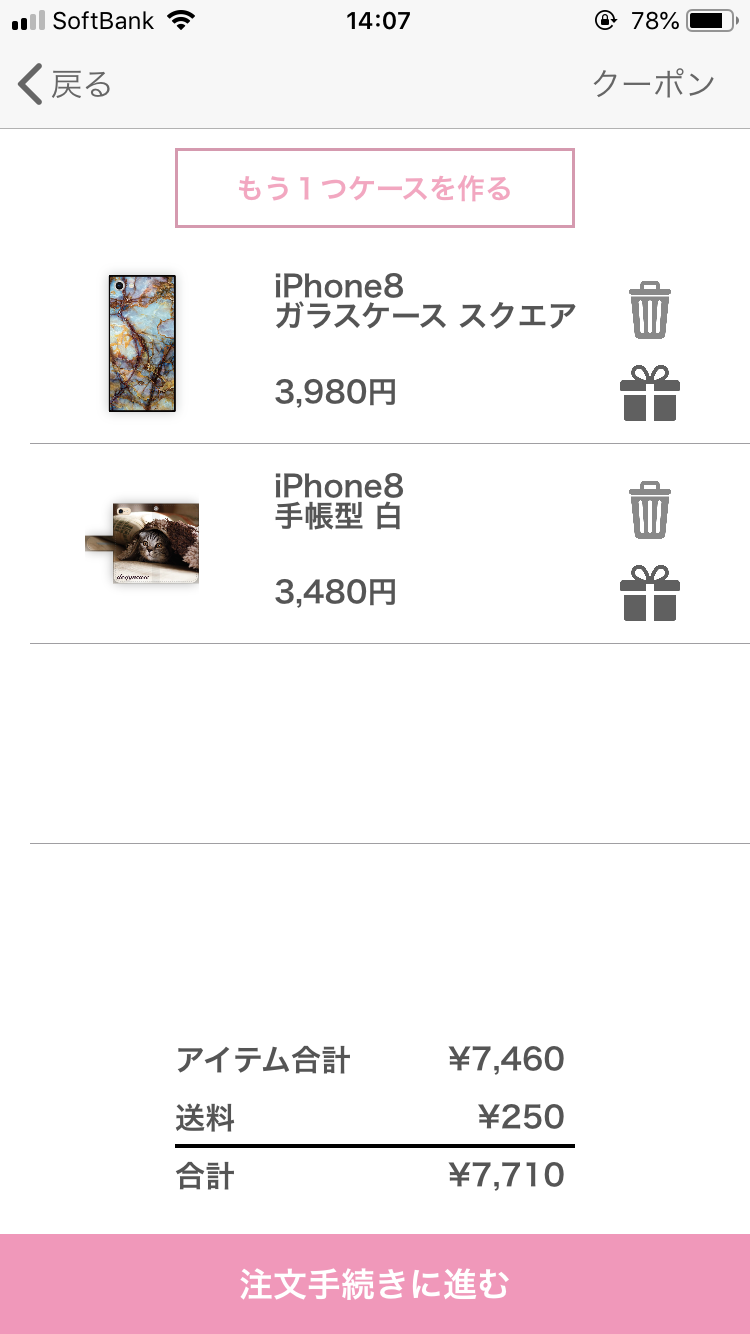 SoftBank 14:07 78%
戻る クーポン
もう１つケースを作る
iPhone8
ガラスケース スクエア
3,980円
iPhone8
手帳型 白
3,480円
アイテム合計 ¥7,460
送料 ¥250
合計 ¥7,710
注文手続きに進む